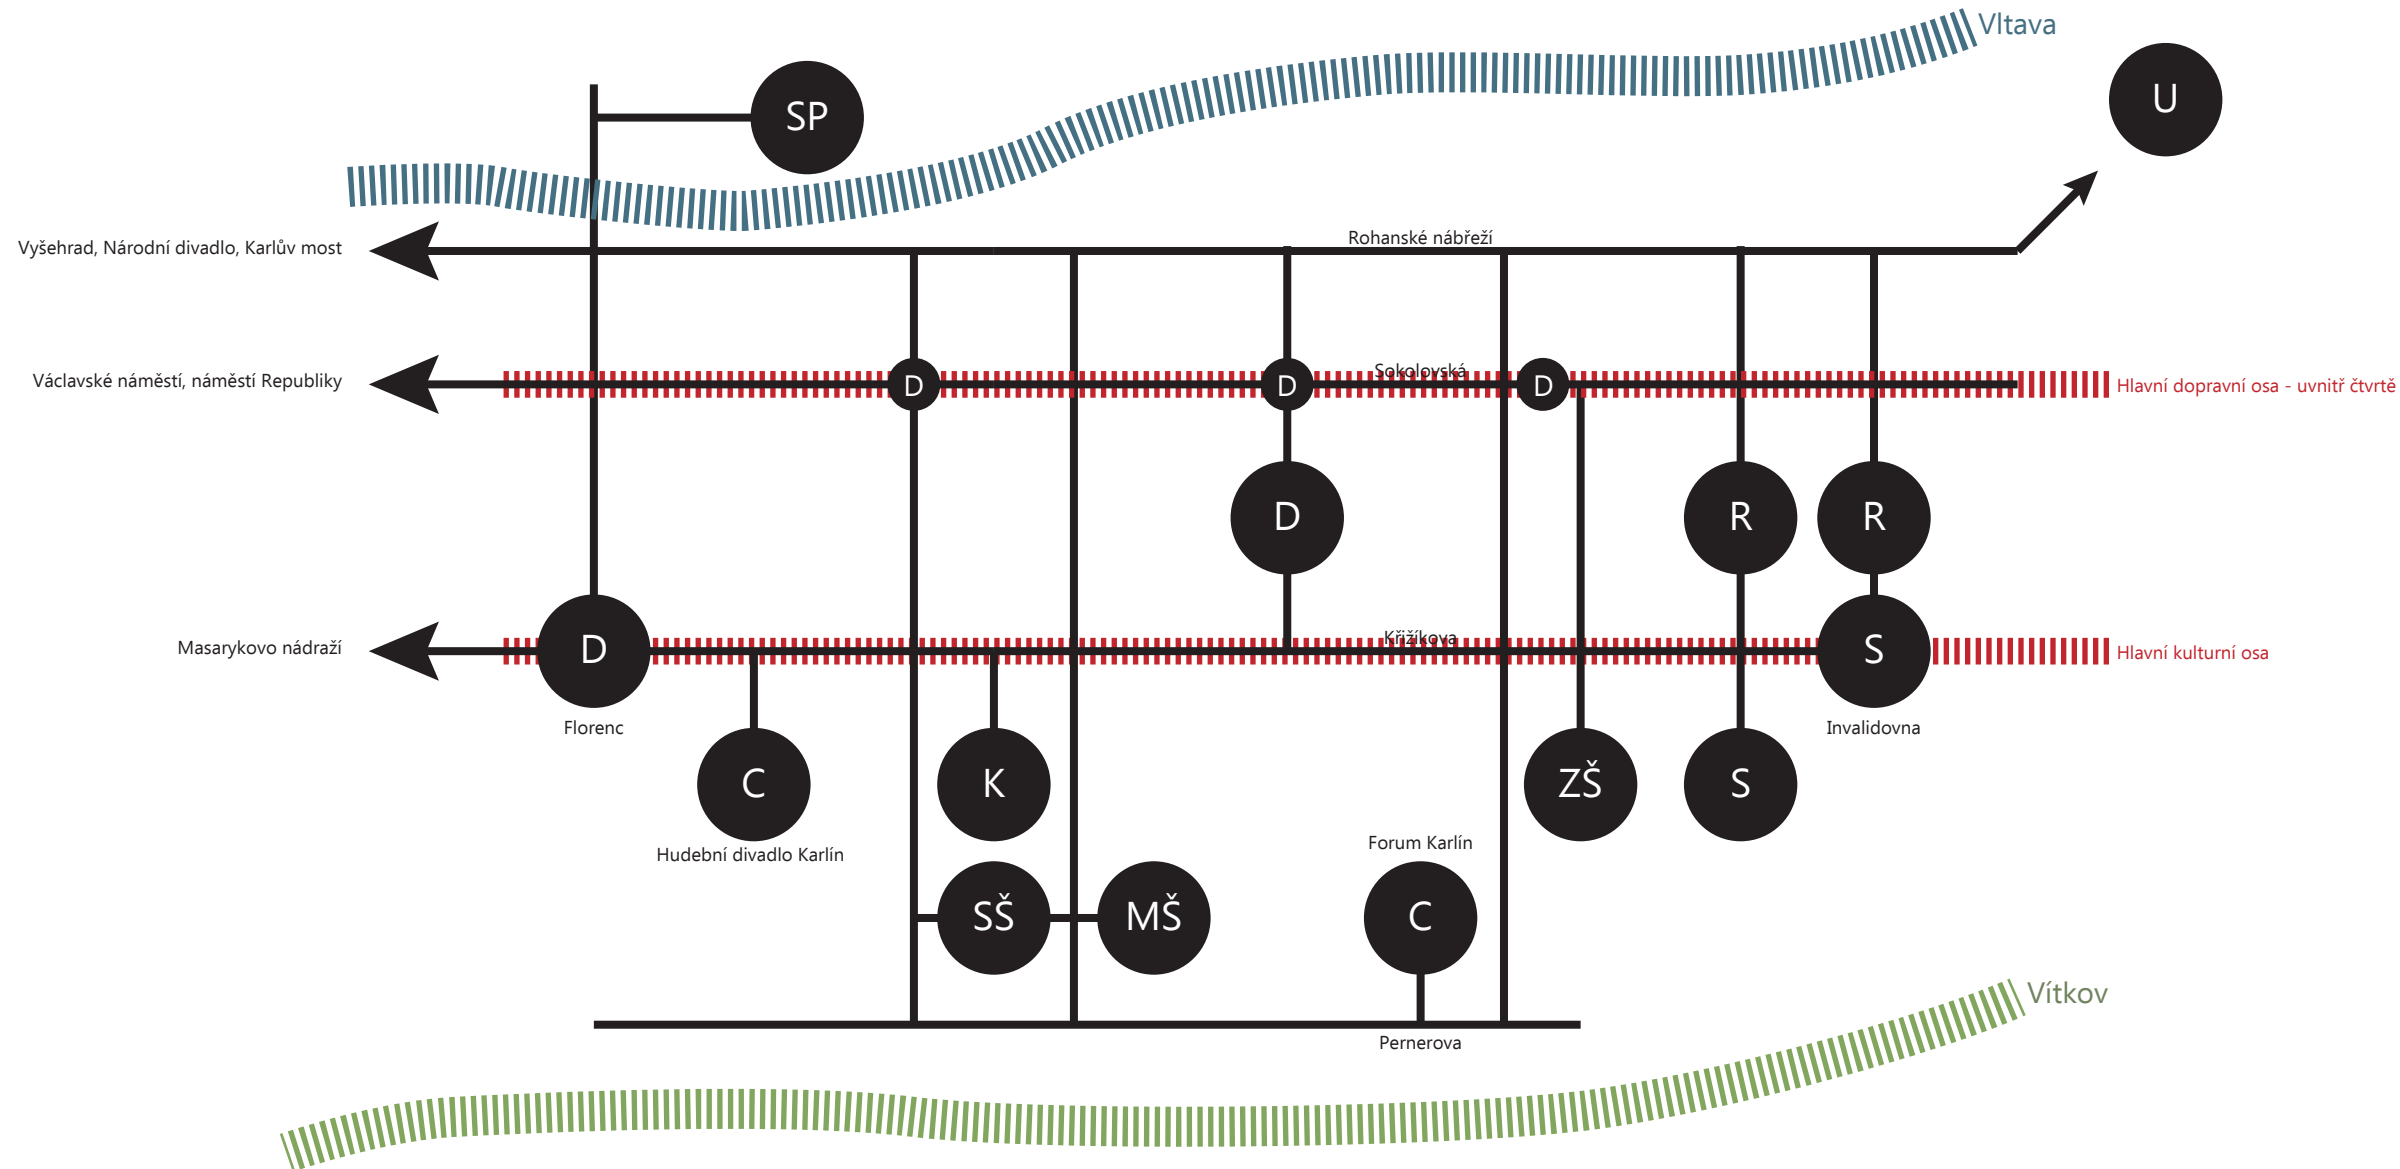 Vltava
U
SP
Rohanské nábřeží
Vyšehrad, Národní divadlo, Karlův most
Sokolovská
Václavské náměstí, náměstí Republiky
D
D
D
Hlavní dopravní osa - uvnitř čtvrtě
D
R
R
Křižíkova
Masarykovo nádraží
D
S
Hlavní kulturní osa
Florenc
Invalidovna
C
K
ZŠ
S
Hudební divadlo Karlín
Forum Karlín
SŠ
MŠ
C
Vítkov
Pernerova